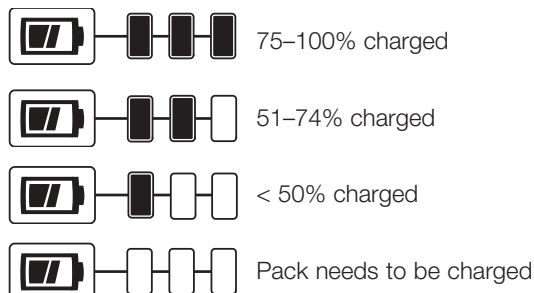 75–100% charged
51–74% charged
< 50% charged
Pack needs to be charged